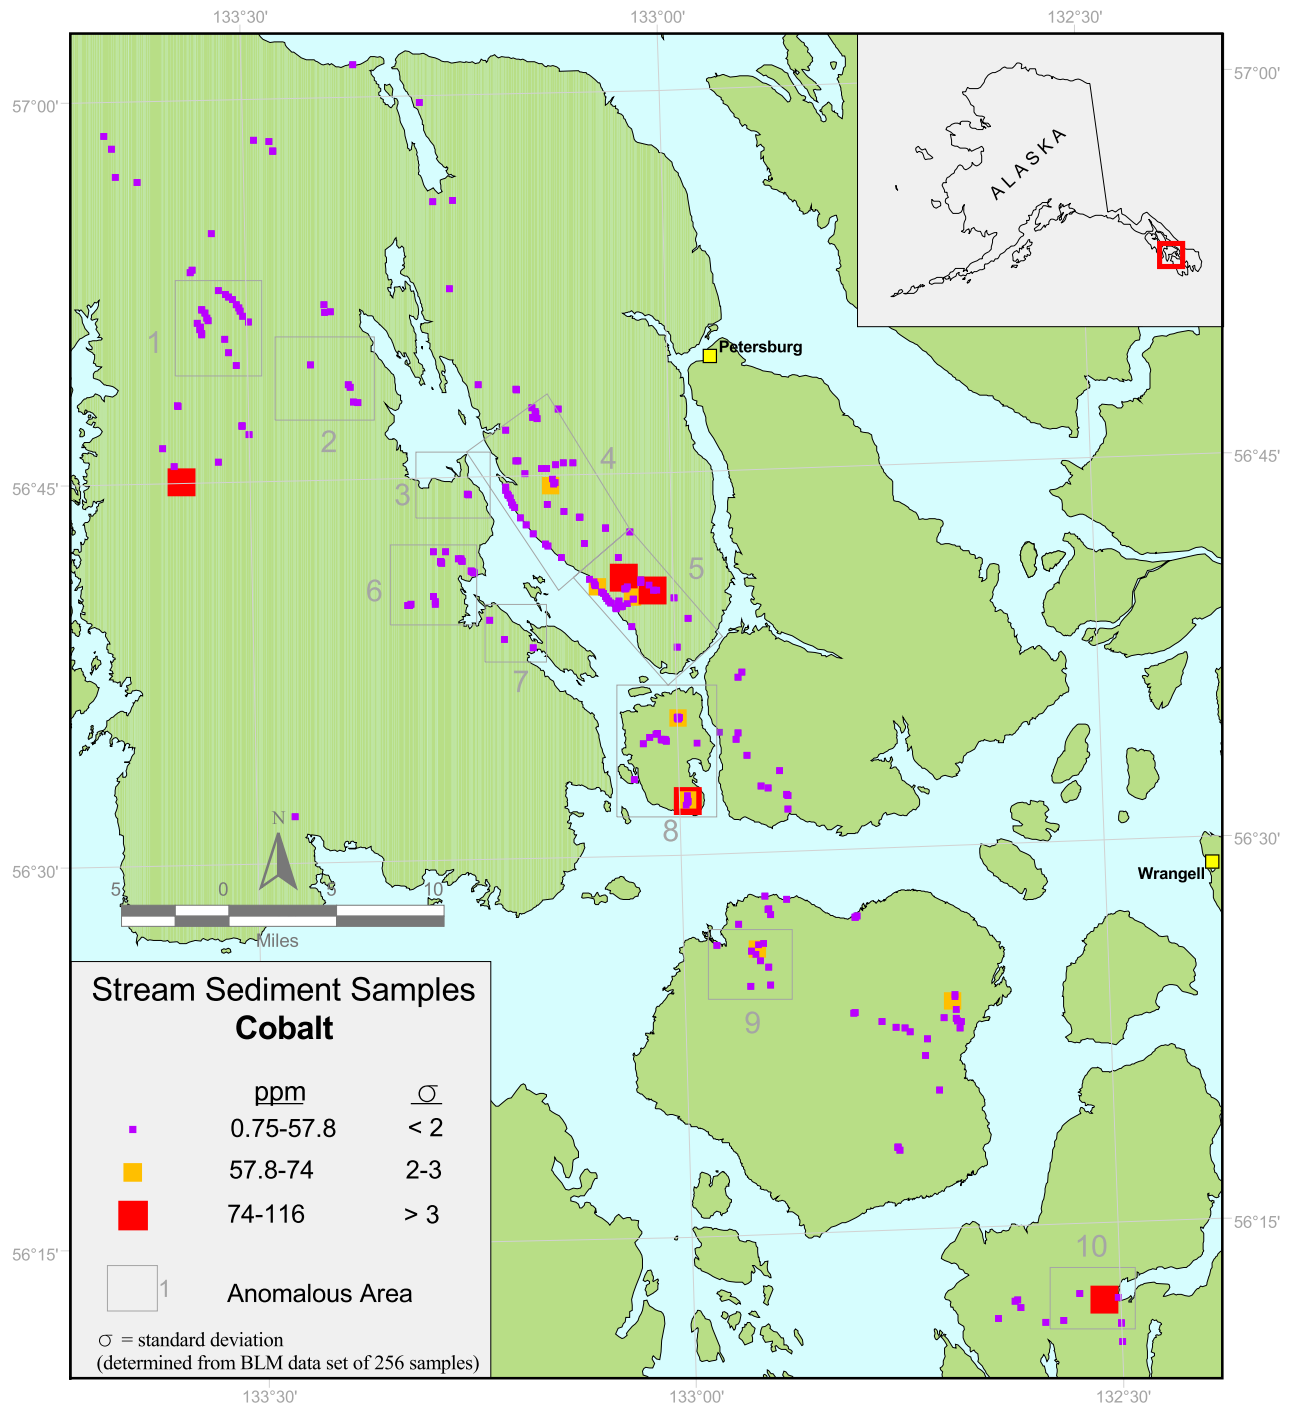 133°30'
133°00'
132°30'
57°00'
57°00'
ALASKA
Petersburg
1
2
4
3
56°45'
56°45'
5
6
7
8
N
56°30'
56°30'
5
0
5
10
Miles
Wrangell
9
Stream Sediment Samples
Cobalt
ppm σ
0.75-57.8 < 2
57.8-74 2-3
74-116 > 3
1 Anomalous Area
σ = standard deviation
(determined from BLM data set of 256 samples)
56°15'
56°15'
10
133°30'
133°00'
132°30'